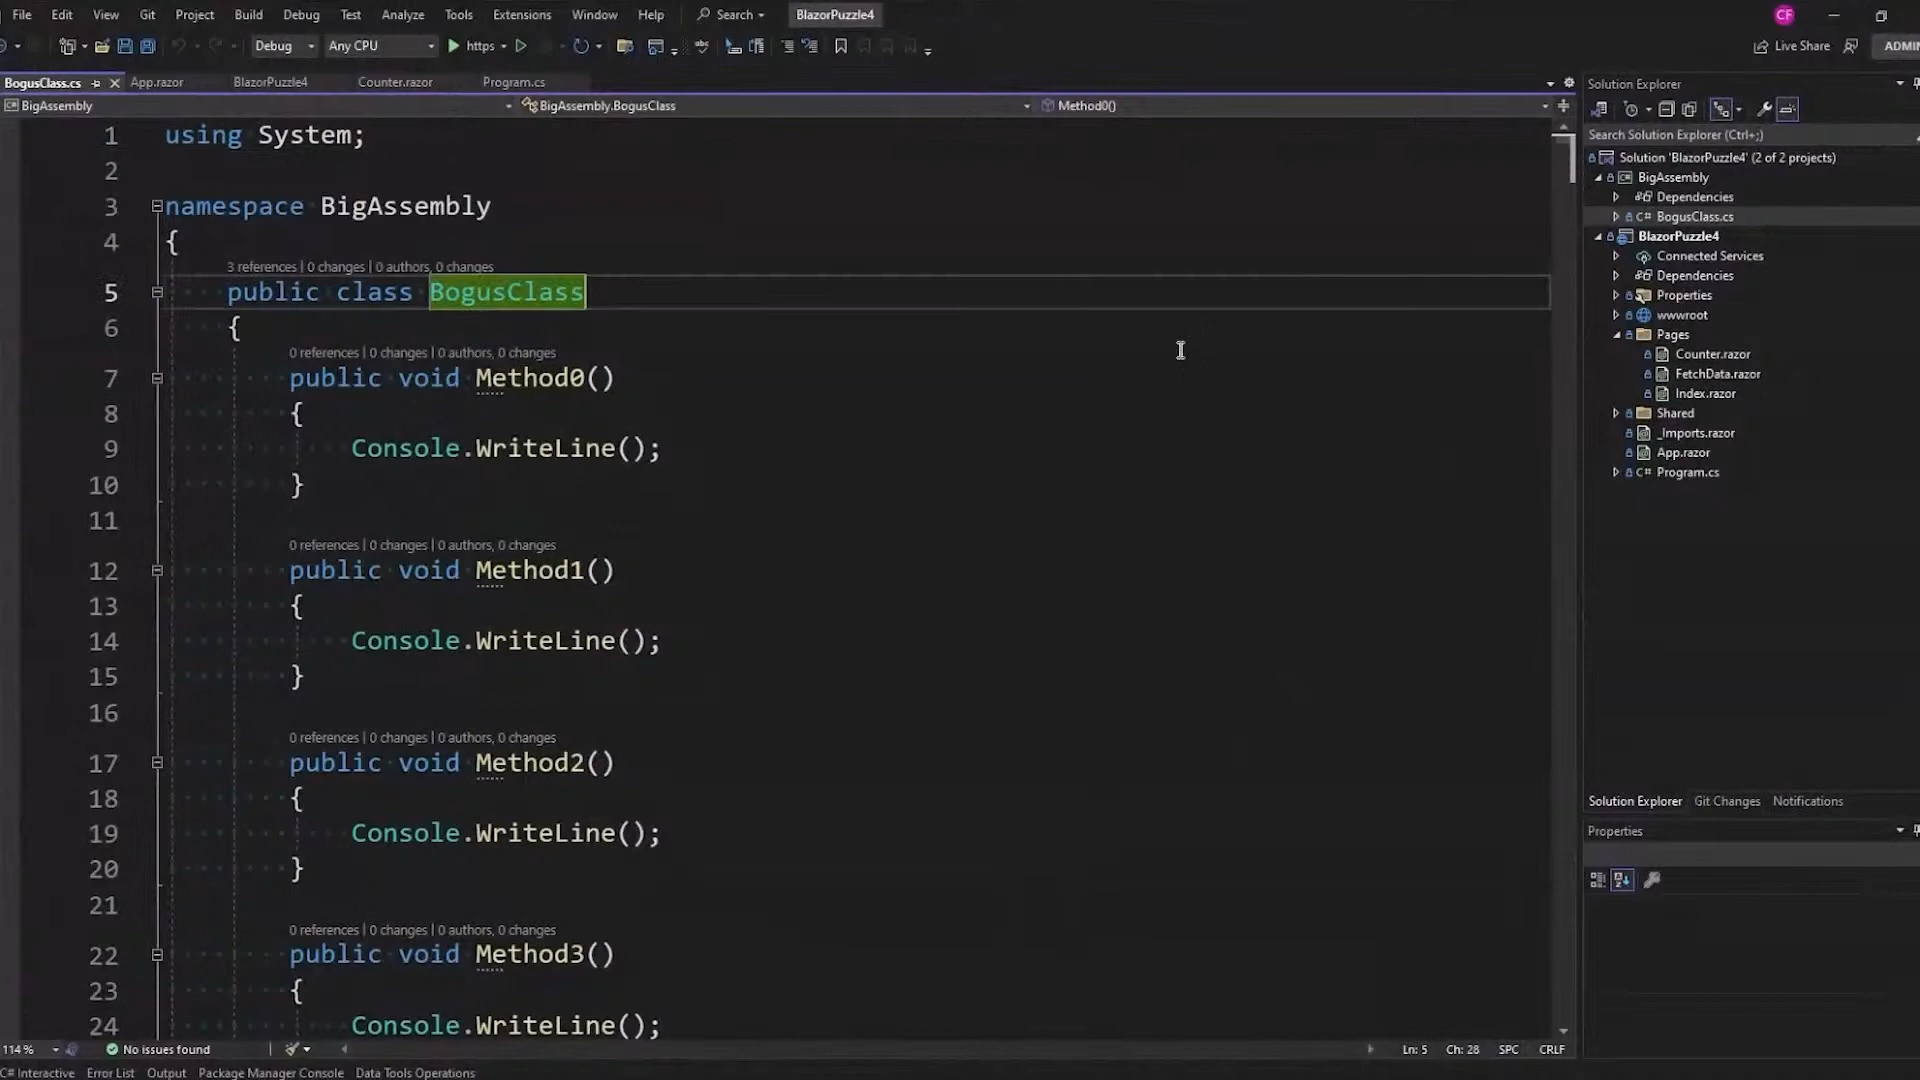 File Edit View Git Project Build Debug Test Analyze Tools Extensions Window Help Search BlazorPuzzle4 CF
Debug Any CPU https Live Share
BogusClass.cs App.razor BlazorPuzzle4 Counter.razor Program.cs
BigAssembly BigAssembly.BogusClass Method0()
1 using System;
2
3 namespace BigAssembly
4 {
3 references | 0 changes | 0 authors, 0 changes
5 public class BogusClass
6 {
0 references | 0 changes | 0 authors, 0 changes
7 public void Method0()
8 {
9 Console.WriteLine();
10 }
11
0 references | 0 changes | 0 authors, 0 changes
12 public void Method1()
13 {
14 Console.WriteLine();
15 }
16
0 references | 0 changes | 0 authors, 0 changes
17 public void Method2()
18 {
19 Console.WriteLine();
20 }
21
0 references | 0 changes | 0 authors, 0 changes
22 public void Method3()
23 {
24 Console.WriteLine();
114 % No issues found Ln: 5 Ch: 28 SPC CRLF
C# Interactive Error List Output Package Manager Console Data Tools Operations
Solution Explorer
Search Solution Explorer (Ctrl+;)
Solution 'BlazorPuzzle4' (2 of 2 projects)
BigAssembly
Dependencies
C# BogusClass.cs
BlazorPuzzle4
Connected Services
Dependencies
Properties
wwwroot
Pages
Counter.razor
FetchData.razor
Index.razor
Shared
_Imports.razor
App.razor
C# Program.cs
Solution Explorer Git Changes Notifications
Properties